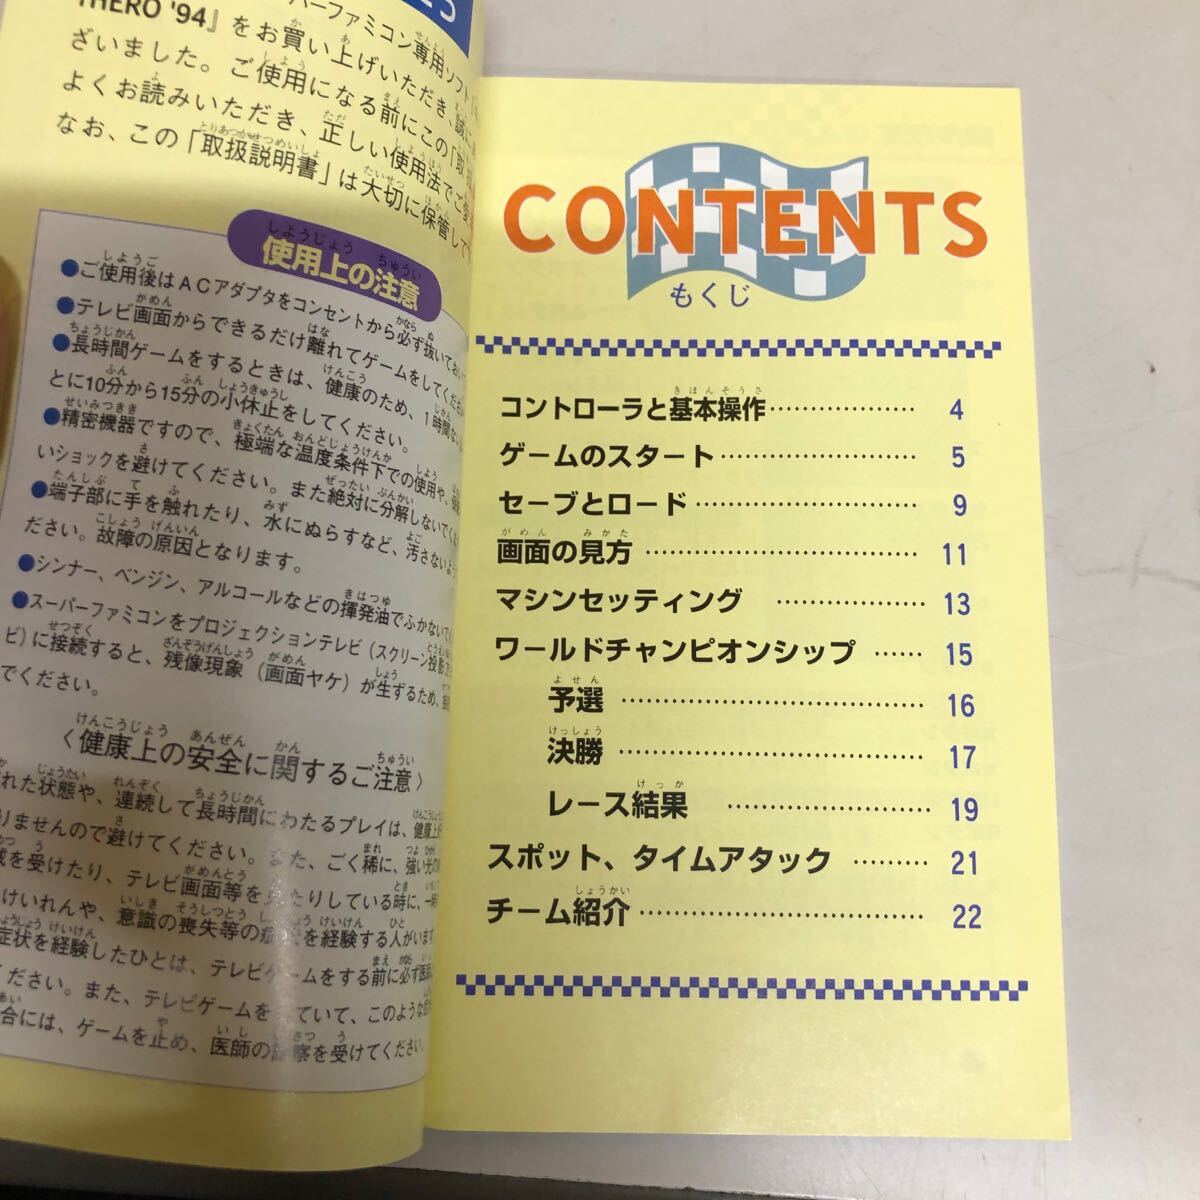 HERO '94』をお買い上げいただき、誠に
パーファミコン専用ソフト
ざいました。ご使用になる前にこの「取
よくお読みいただき、正しい使用法でご
なお、この「取扱説明書」は大切に保管して
使用上の注意
●ご使用後はACアダプタをコンセントから必ず抜いてお
●テレビ画面からできるだけ離れてゲームをしてください
●長時間ゲームをするときは、健康のため、1時間ない
とに10分から15分の小休止をしてください。
●精密機器ですので、極端な温度条件下での使用や、
いショックを避けてください。また絶対に分解しないでく
●端子部に手を触れたり、水にぬらすなど、汚さないよう
ださい。故障の原因となります。
●シンナー、ベンジン、アルコールなどの揮発油でふかないで
●スーパーファミコンをプロジェクションテレビ(スクリーン投影
ビ)に接続すると、残像現象(画面ヤケ)が生ずるため、
でください。
〈健康上の安全に関するご注意〉
れた状態や、連続して長時間にわたるプレイは、健康上
りませんので避けてください。また、ごく稀に、強い光の
を受けたり、テレビ画面等を たりしている時に、一時
けいれんや、意識の喪失等の症状を経験する人がいます
症状を経験したひとは、テレビゲームをする前に必ず医
ください。また、テレビゲームを していて、このような
合には、ゲームを止め、医師の診察を受けてください。
CONTENTS
もくじ
コントローラと基本操作………………… 4
ゲームのスタート……………………… 5
セーブとロード………………………… 9
画面の見方…………………………… 11
マシンセッティング ………………… 13
ワールドチャンピオンシップ …… 15
予選………………………………… 16
決勝………………………………… 17
レース結果 ……………………… 19
スポット、タイムアタック ……… 21
チーム紹介………………………… 22